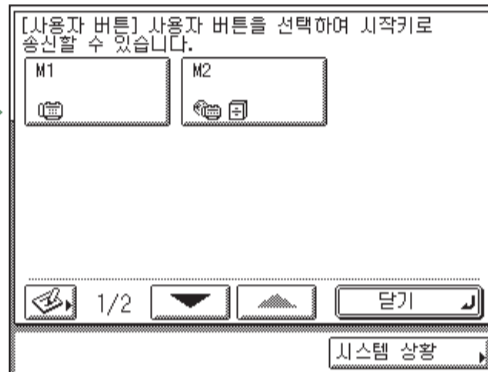 [사용자 버튼] 사용자 버튼을 선택하여 시작키로
송신할 수 있습니다.
M1 M2
1/2 닫기
시스템 상황